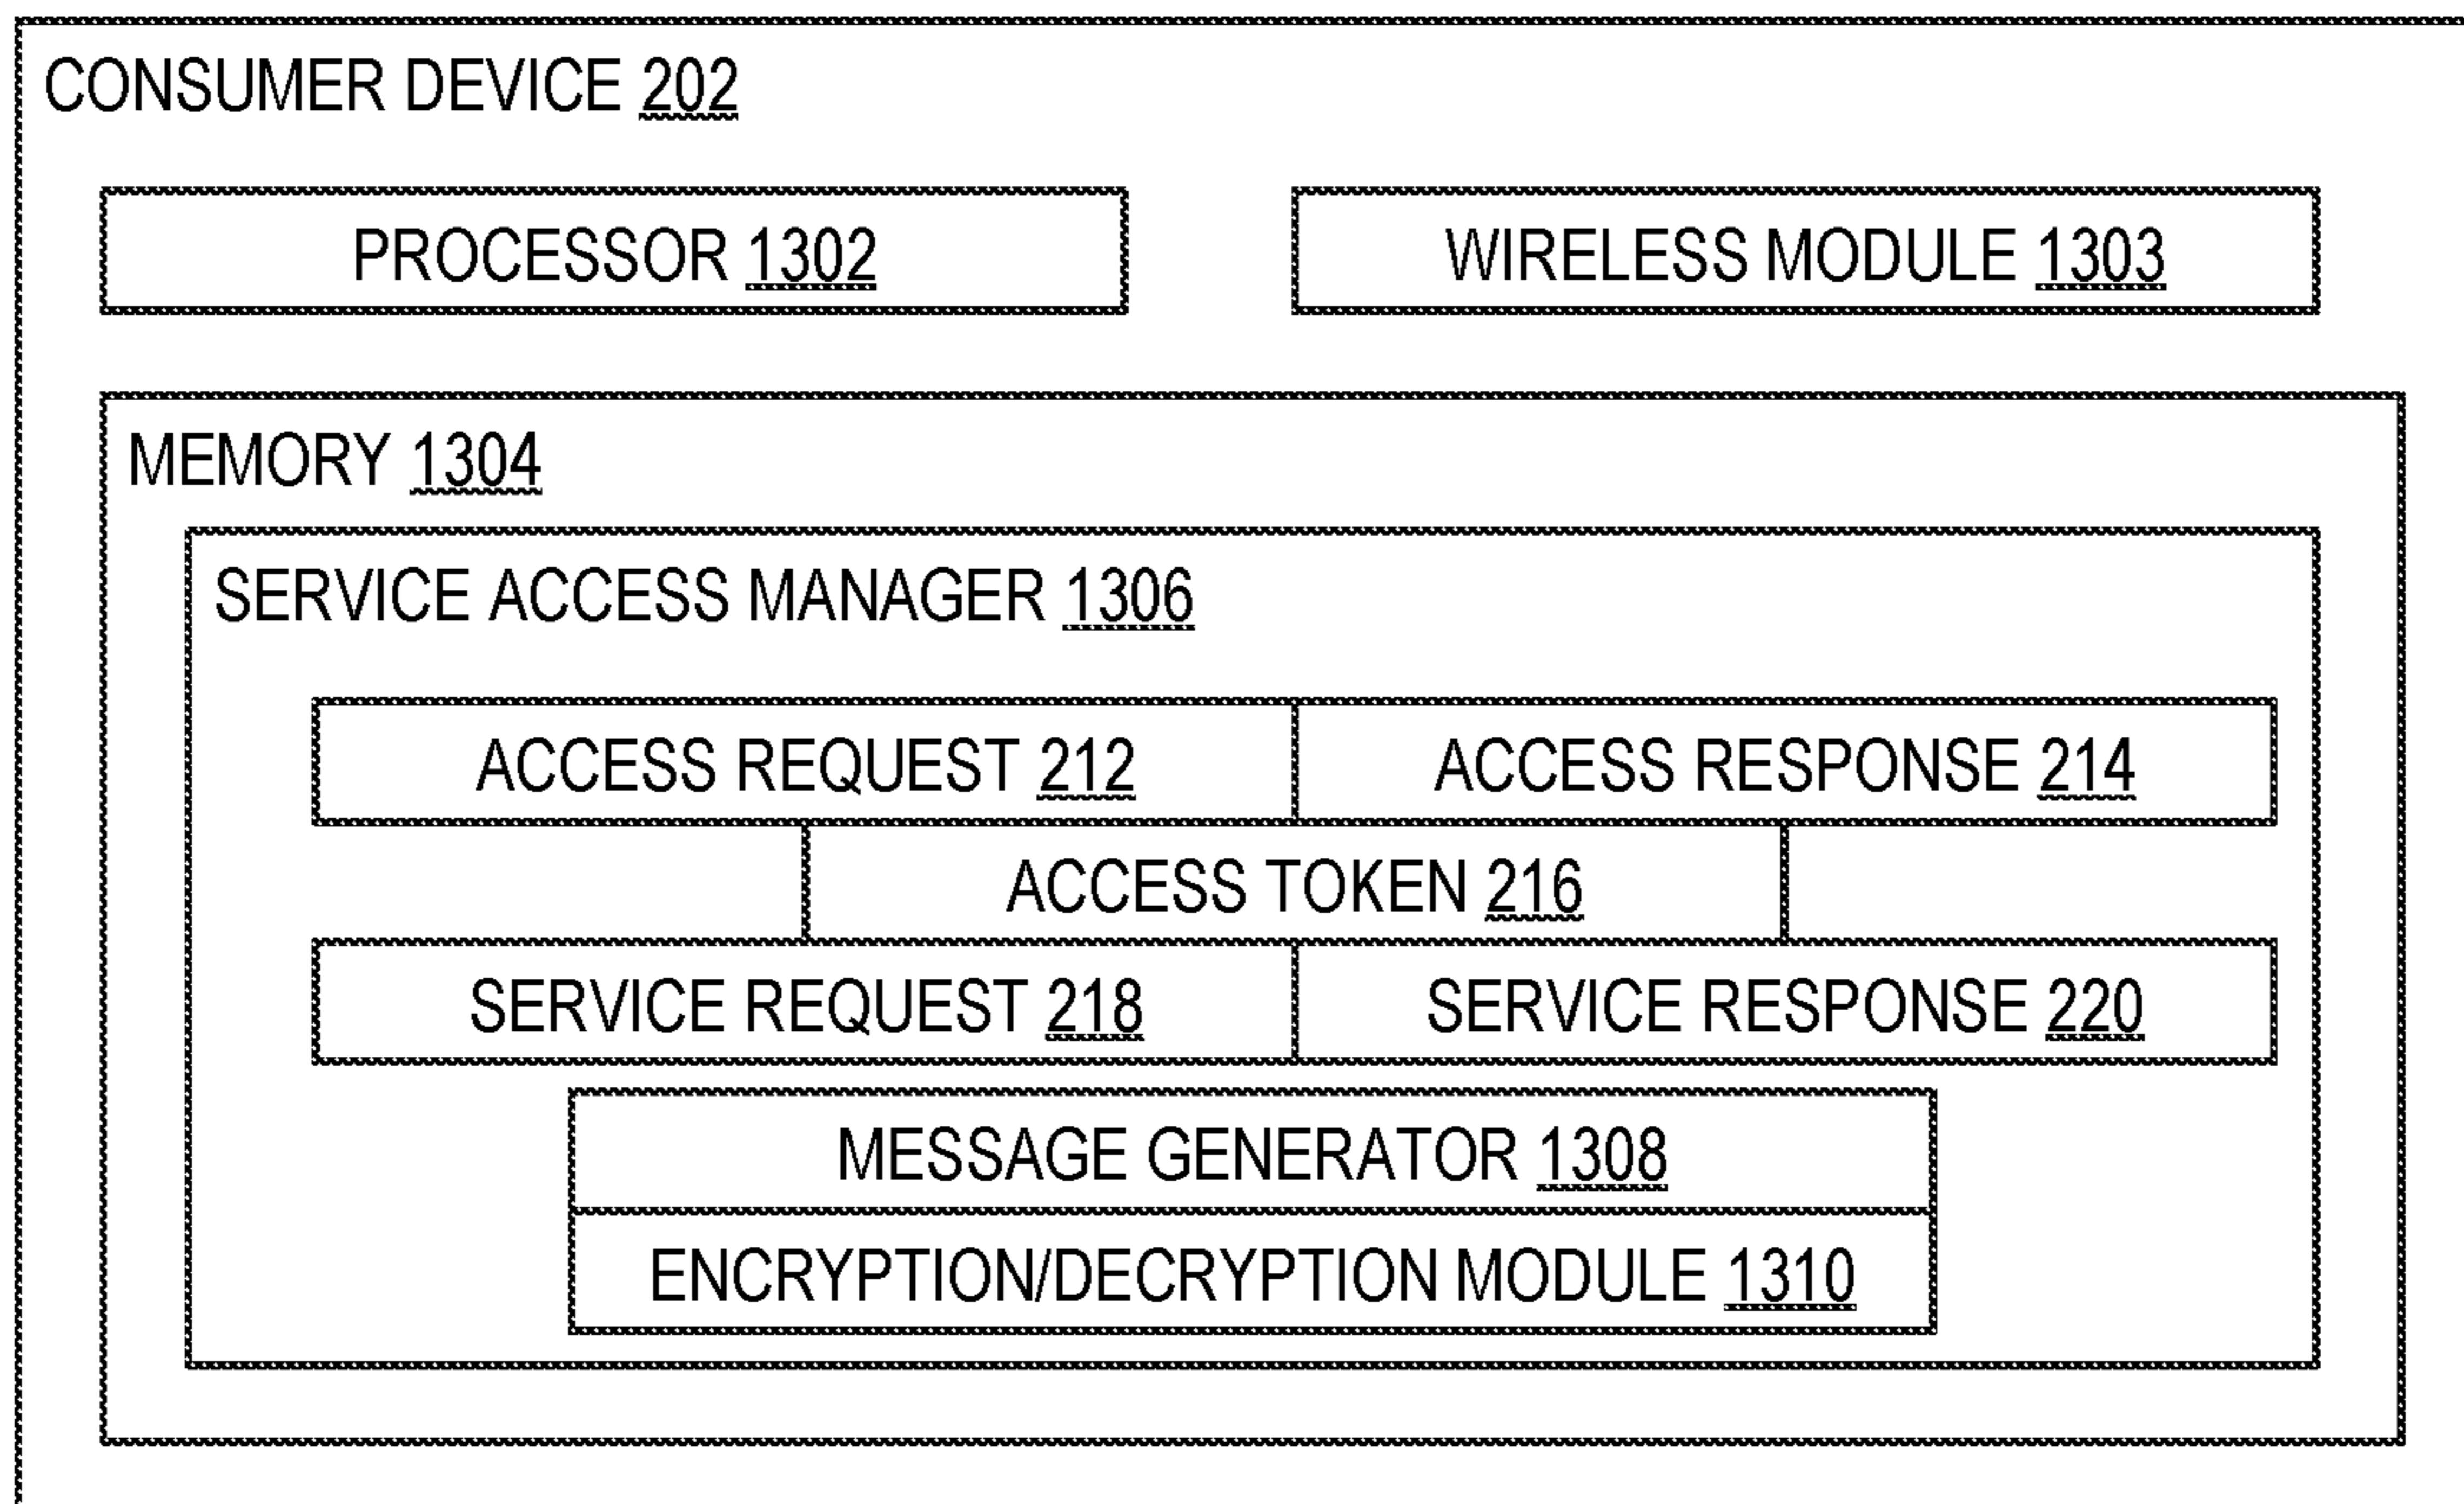 CONSUMER DEVICE 202
PROCESSOR 1302
WIRELESS MODULE 1303
MEMORY 1304
SERVICE ACCESS MANAGER 1306
ACCESS REQUEST 212
ACCESS RESPONSE 214
ACCESS TOKEN 216
SERVICE REQUEST 218
SERVICE RESPONSE 220
MESSAGE GENERATOR 1308
ENCRYPTION/DECRYPTION MODULE 1310